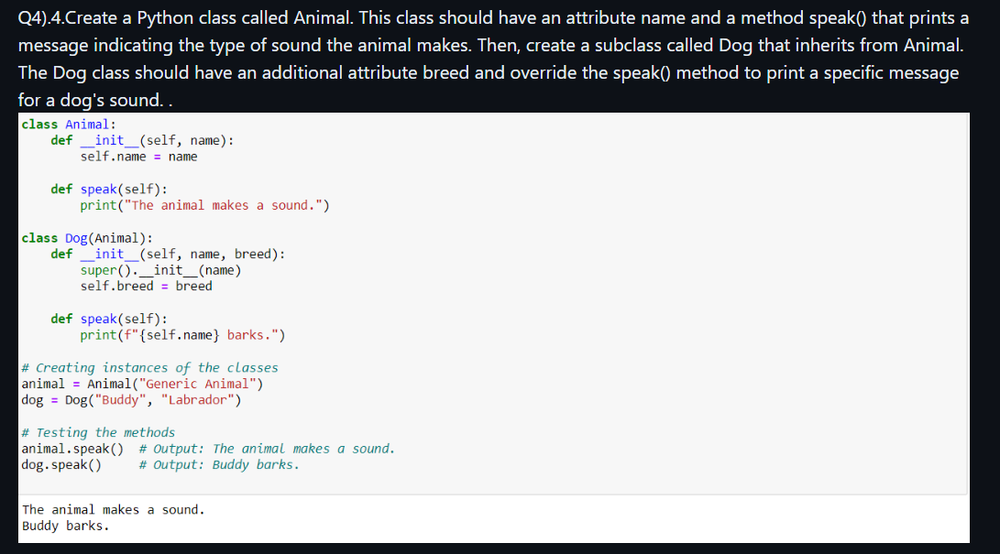 Q4).4.Create a Python class called Animal. This class should have an attribute name and a method speak() that prints a
message indicating the type of sound the animal makes. Then, create a subclass called Dog that inherits from Animal.
The Dog class should have an additional attribute breed and override the speak() method to print a specific message
for a dog's sound. .
class Animal:
    def __init__(self, name):
        self.name = name

    def speak(self):
        print("The animal makes a sound.")

class Dog(Animal):
    def __init__(self, name, breed):
        super().__init__(name)
        self.breed = breed

    def speak(self):
        print(f"{self.name} barks.")

# Creating instances of the classes
animal = Animal("Generic Animal")
dog = Dog("Buddy", "Labrador")

# Testing the methods
animal.speak()  # Output: The animal makes a sound.
dog.speak()     # Output: Buddy barks.

The animal makes a sound.
Buddy barks.